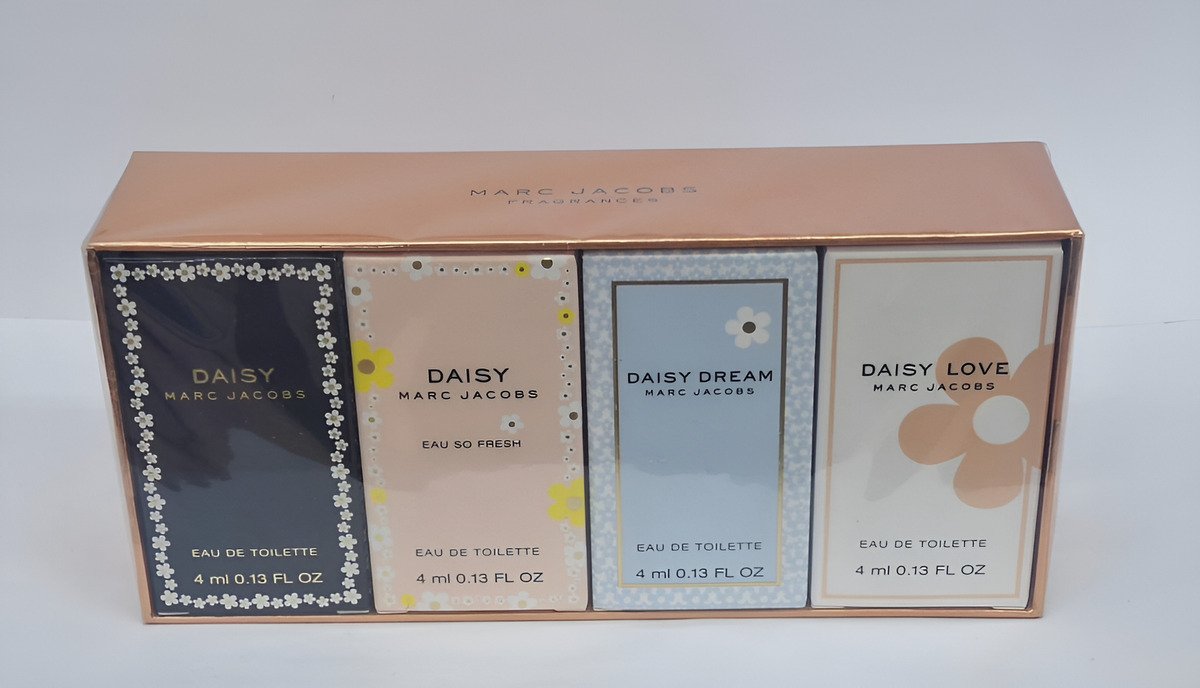 MARC JACOBS
FRAGRANCES
DAISY
MARC JACOBS
EAU DE TOILETTE
4 ml 0.13 FL OZ
DAISY
MARC JACOBS
EAU SO FRESH
EAU DE TOILETTE
4 ml 0.13 FL OZ
DAISY DREAM
MARC JACOBS
EAU DE TOILETTE
4 ml 0.13 FL OZ
DAISY LOVE
MARC JACOBS
EAU DE TOILETTE
4 ml 0.13 FL OZ